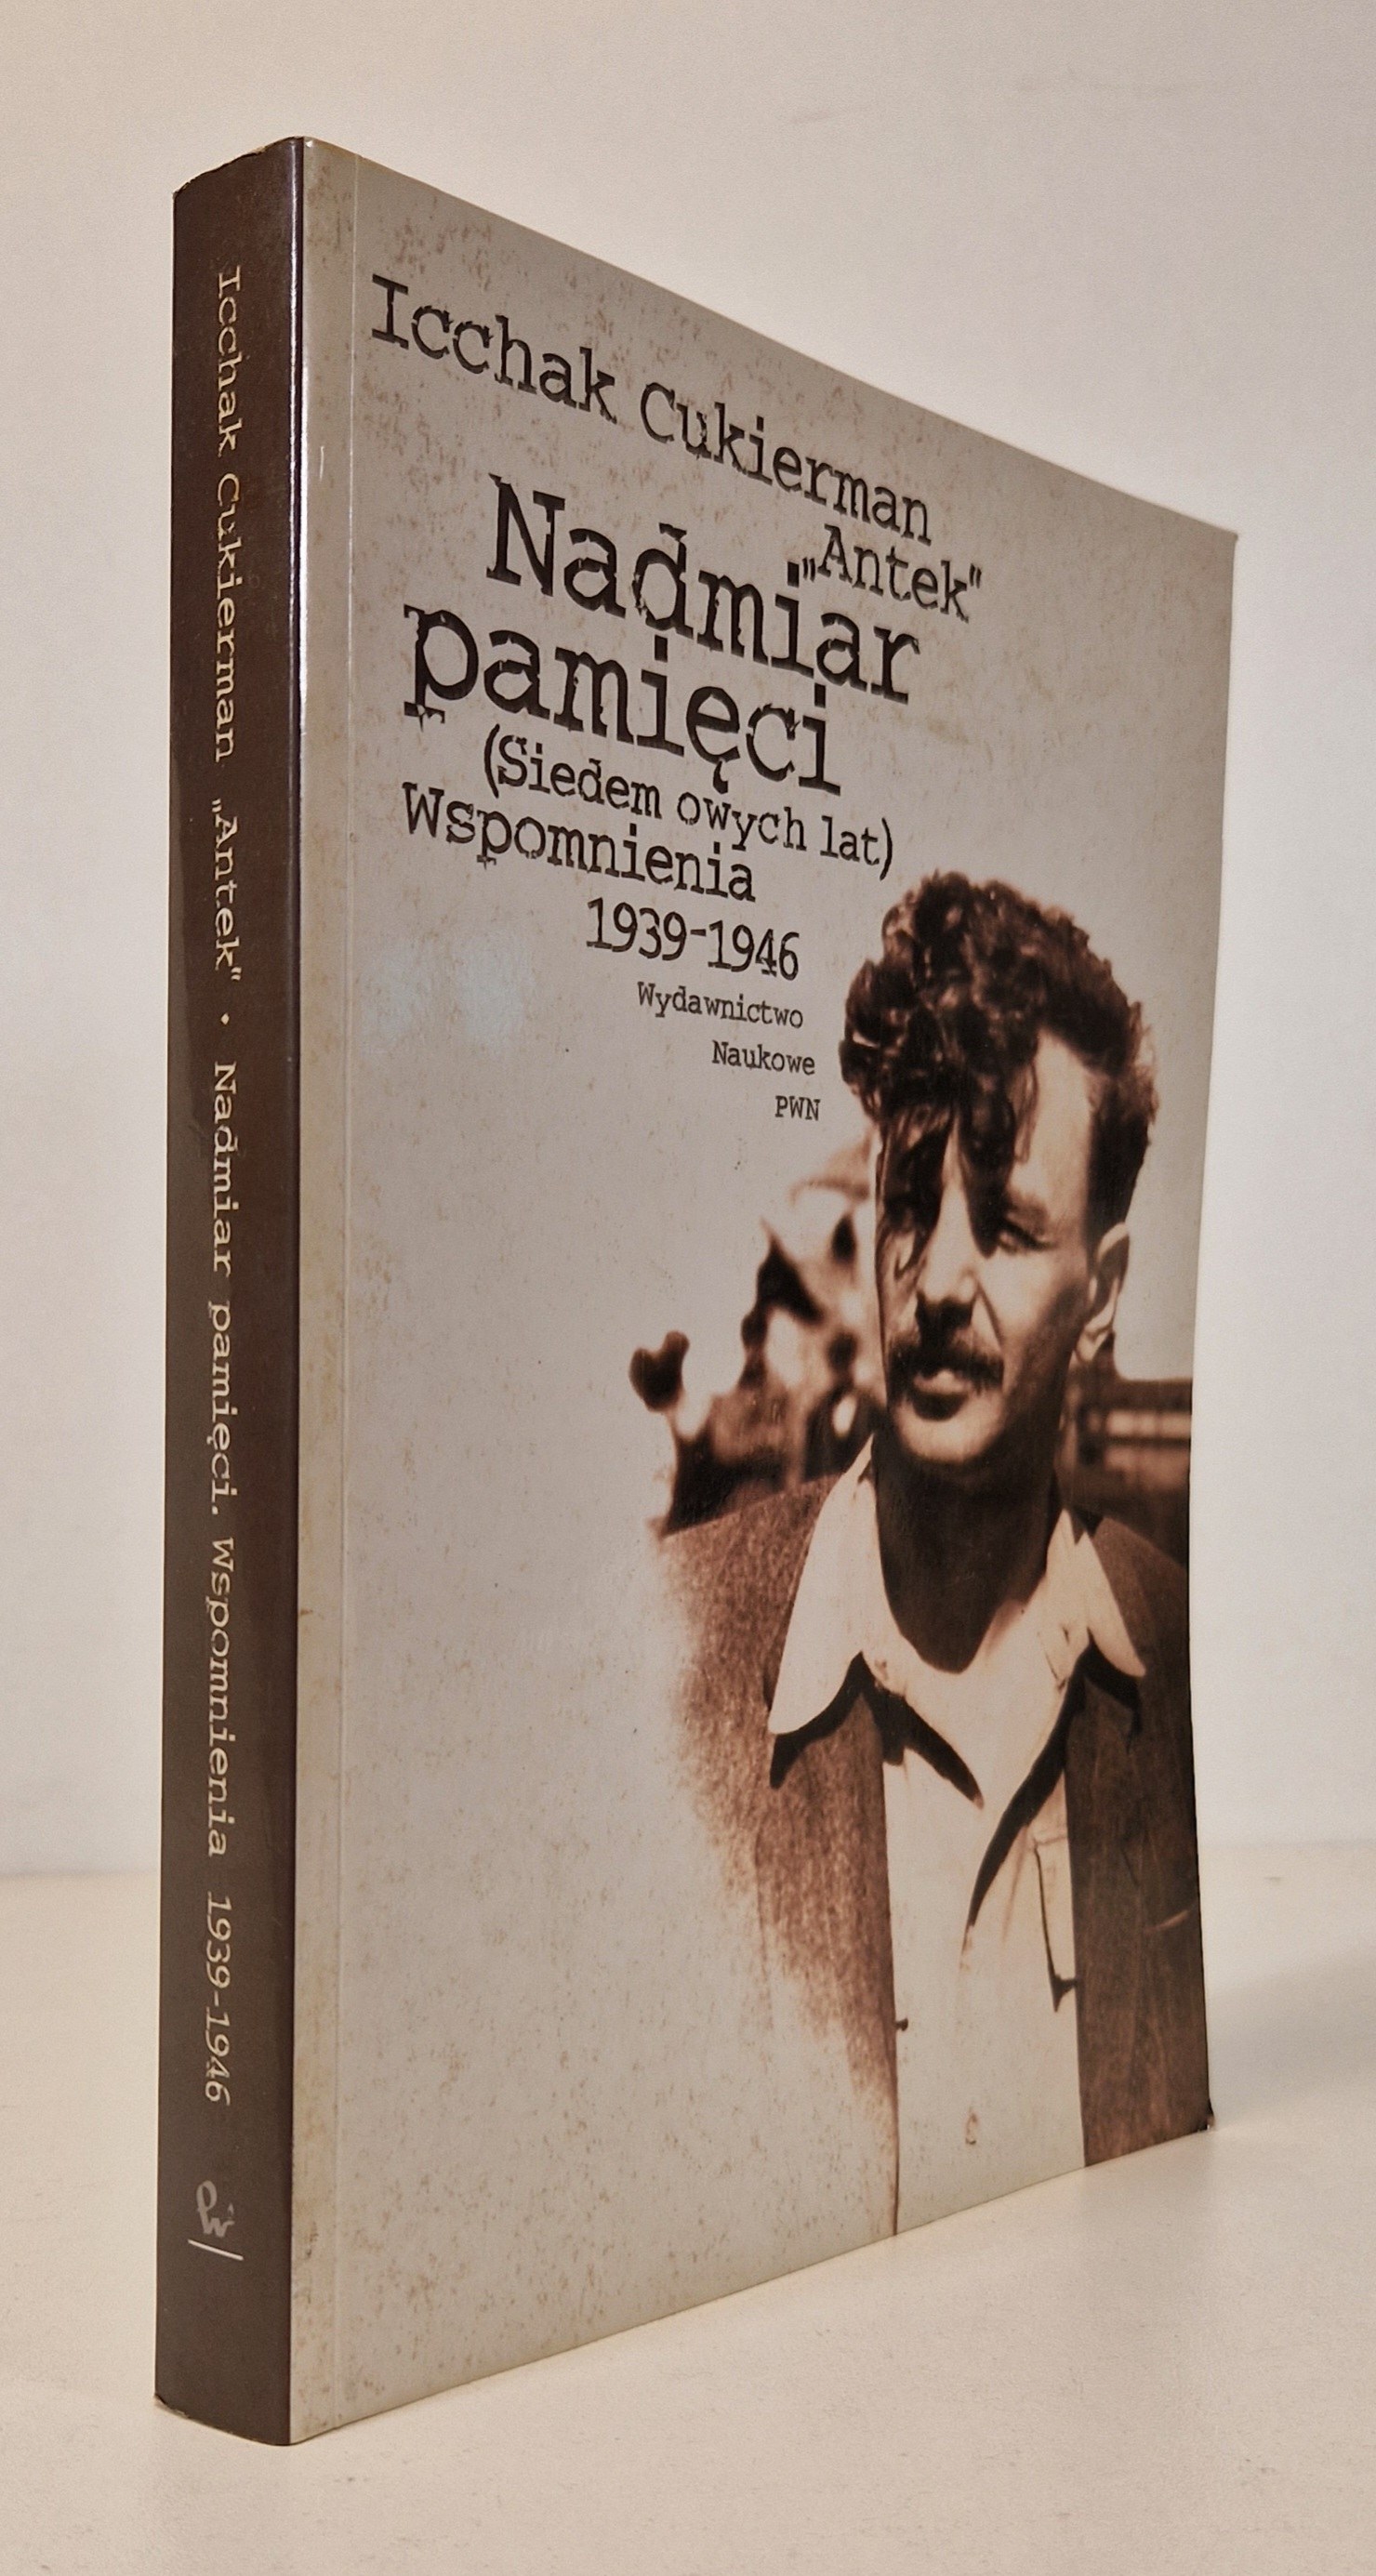 Icchak Cukierman „Antek" • Nadmiar pamięci. Wspomnienia 1939-1946
Icchak Cukierman
„Antek"
Nadmiar
pamięci
(Siedem owych lat)
Wspomnienia
1939-1946
Wydawnictwo
Naukowe
PWN